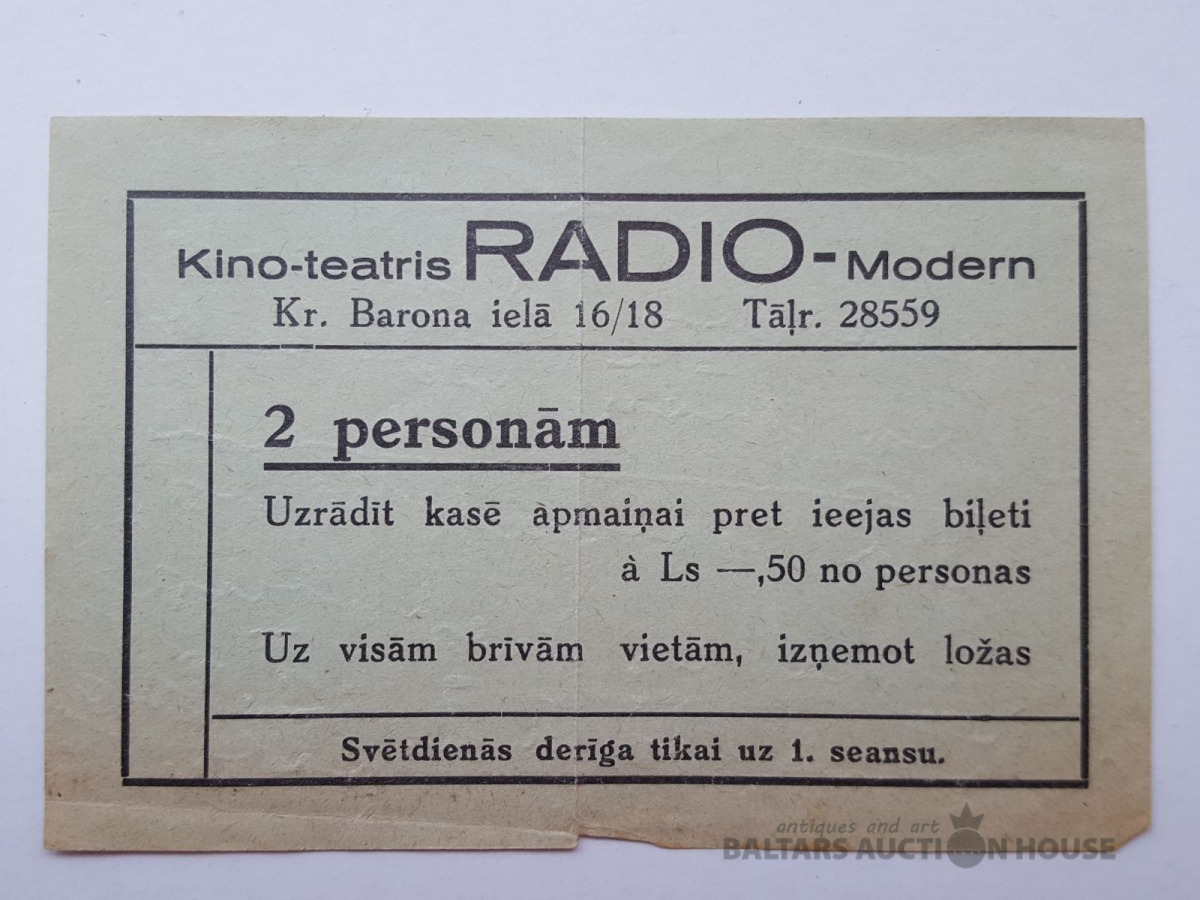 Kino-teatris RADIO-Modern
Kr. Barona ielā 16/18 Tāļr. 28559
2 personām
Uzrādīt kasē apmaiņai pret ieejas biļeti
à Ls —,50 no personas
Uz visām brīvām vietām, izņemot ložas
Svētdienās derīga tikai uz 1. seansu.
antiques and art
BALTARS AUCTION HOUSE